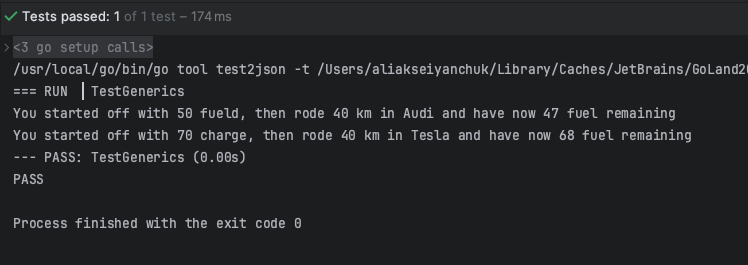 Tests passed: 1 of 1 test – 174 ms
<3 go setup calls>
/usr/local/go/bin/go tool test2json -t /Users/aliakseiyanchuk/Library/Caches/JetBrains/GoLand20
=== RUN   TestGenerics
You started off with 50 fueld, then rode 40 km in Audi and have now 47 fuel remaining
You started off with 70 charge, then rode 40 km in Tesla and have now 68 fuel remaining
--- PASS: TestGenerics (0.00s)
PASS
Process finished with the exit code 0